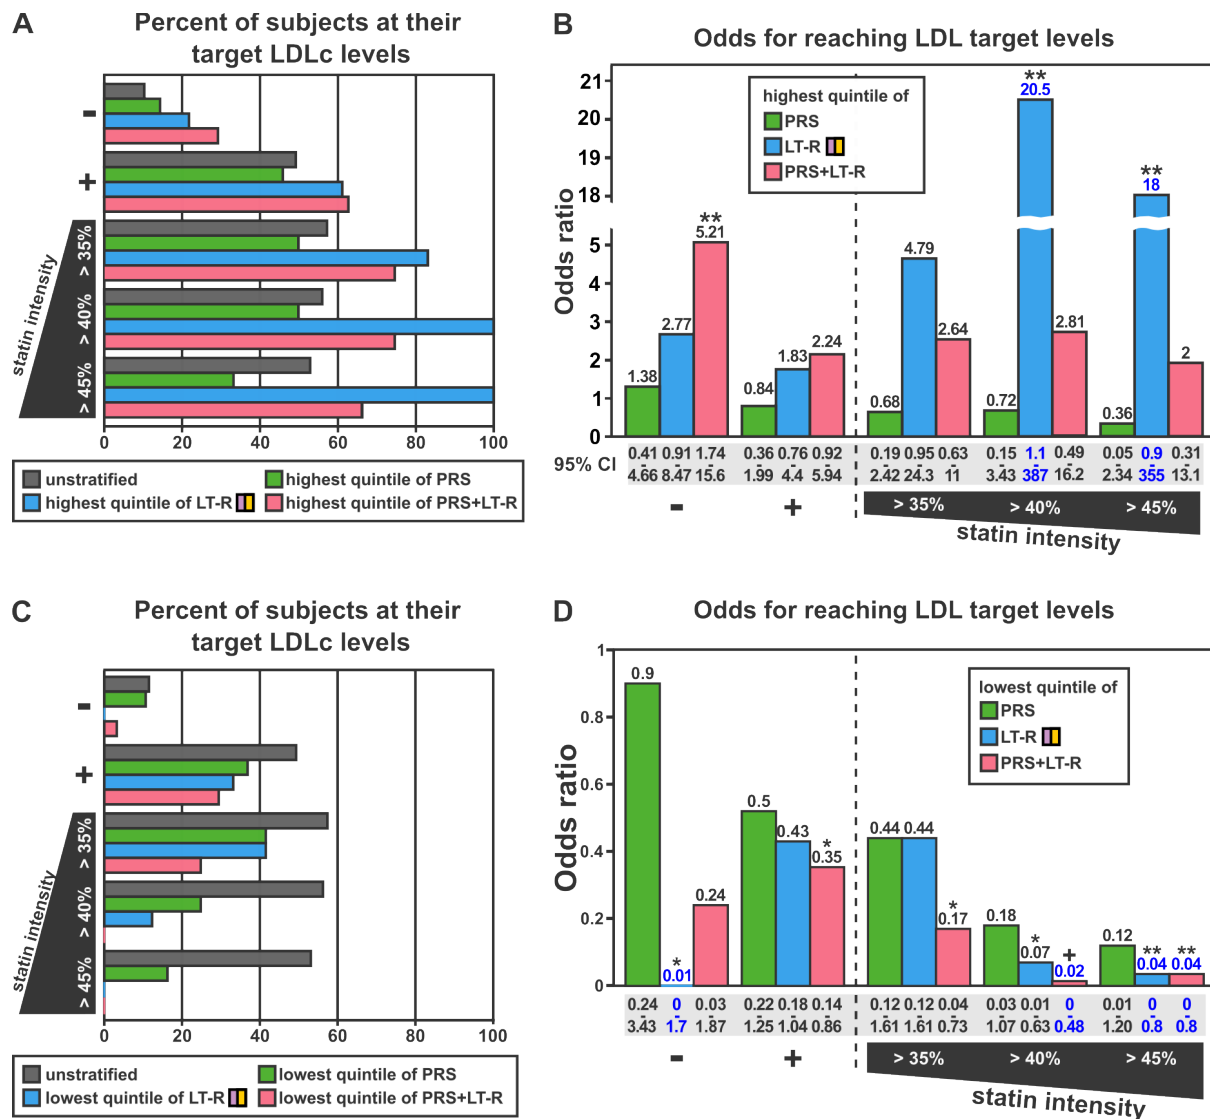 A
Percent of subjects at their
target LDLc levels
-
+
> 35%
> 40%
> 45%
statin intensity
0 20 40 60 80 100
unstratified
highest quintile of PRS
highest quintile of LT-R
highest quintile of PRS+LT-R
B
Odds for reaching LDL target levels
Odds ratio
21
20
19
18
5
4
3
2
1
0
highest quintile of
PRS
LT-R
PRS+LT-R
1.38 2.77 ** 5.21
0.84 1.83 2.24
0.68 4.79 2.64
0.72 ** 20.5 2.81
0.36 ** 18 2
95% CI
0.41 0.91 1.74 0.36 0.76 0.92 0.19 0.95 0.63 0.15 1.1 0.49 0.05 0.9 0.31
- - - - - - - - - - - - - - -
4.66 8.47 15.6 1.99 4.4 5.94 2.42 24.3 11 3.43 387 16.2 2.34 355 13.1
- +
> 35% > 40% > 45%
statin intensity
C
Percent of subjects at their
target LDLc levels
-
+
> 35%
> 40%
> 45%
statin intensity
0 20 40 60 80 100
unstratified
lowest quintile of PRS
lowest quintile of LT-R
lowest quintile of PRS+LT-R
D
Odds for reaching LDL target levels
Odds ratio
1
0.8
0.6
0.4
0.2
0
lowest quintile of
PRS
LT-R
PRS+LT-R
0.9 * 0.01 0.24
0.5 0.43 * 0.35
0.44 0.44 * 0.17
0.18 * 0.07 + 0.02
0.12 ** 0.04 ** 0.04
0.24 0 0.03 0.22 0.18 0.14 0.12 0.12 0.04 0.03 0.01 0 0.01 0 0
- - - - - - - - - - - - - - -
3.43 1.7 1.87 1.25 1.04 0.86 1.61 1.61 0.73 1.07 0.63 0.48 1.20 0.8 0.8
- +
> 35% > 40% > 45%
statin intensity